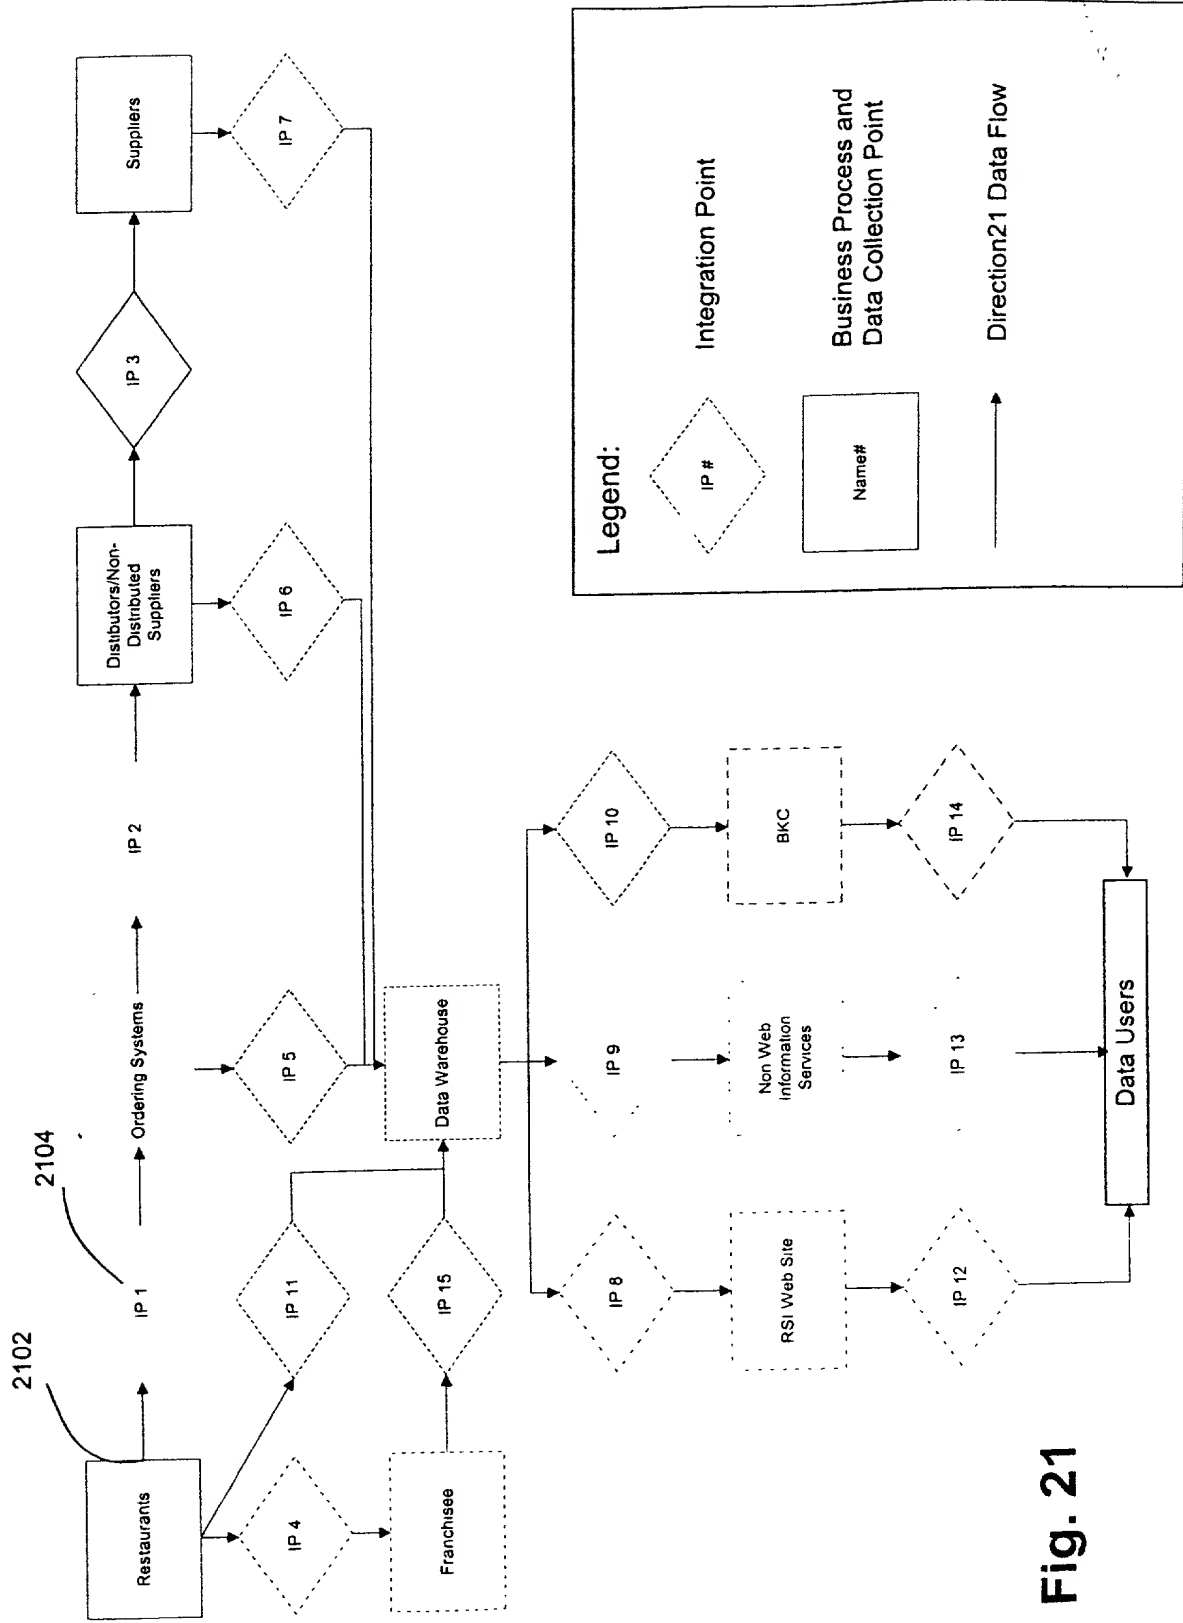 2102
2104
Restaurants
IP 1
Ordering Systems
IP 2
Distibutors/Non-
Distributed
Suppliers
IP 3
Suppliers
IP 4
IP 11
IP 5
IP 6
IP 7
Franchisee
IP 15
Data Warehouse
IP 8
IP 9
IP 10
RSI Web Site
Non Web
Information
Services
BKC
IP 12
IP 13
IP 14
Data Users
Legend:
IP #
Integration Point
Name#
Business Process and
Data Collection Point
Direction21 Data Flow
Fig. 21